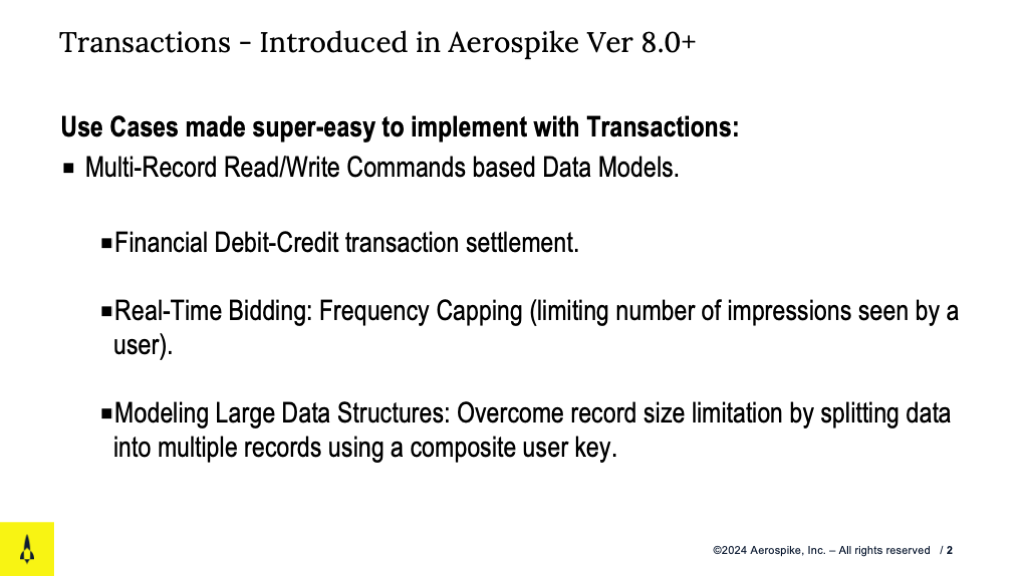 Transactions - Introduced in Aerospike Ver 8.0+
Use Cases made super-easy to implement with Transactions:
▪ Multi-Record Read/Write Commands based Data Models.
▪Financial Debit-Credit transaction settlement.
▪Real-Time Bidding: Frequency Capping (limiting number of impressions seen by a
user).
▪Modeling Large Data Structures: Overcome record size limitation by splitting data
into multiple records using a composite user key.
©2024 Aerospike, Inc. – All rights reserved / 2